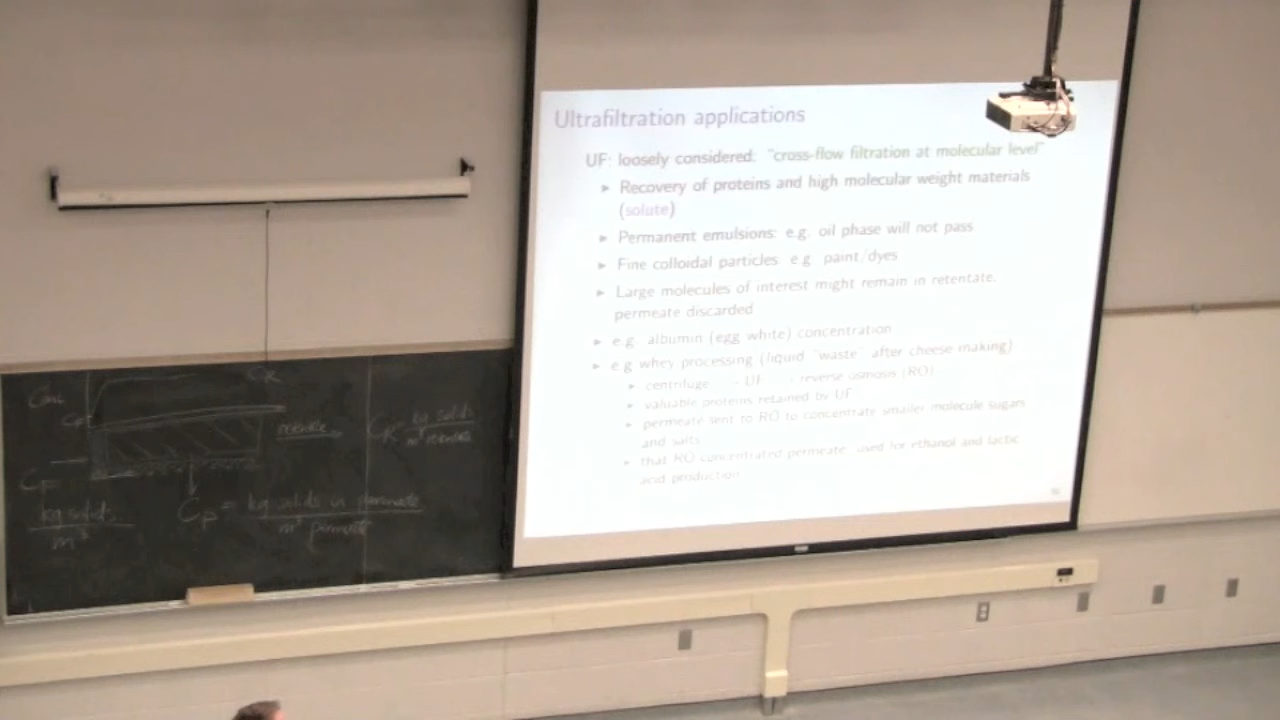 Ultrafiltration applications
UF: loosely considered: "cross-flow filtration at molecular level"
▸ Recovery of proteins and high molecular weight materials
(solute)
▸ Permanent emulsions: e.g. oil phase will not pass
▸ Fine colloidal particles: e.g. paint/dyes
▸ Large molecules of interest might remain in retentate,
permeate discarded
▸ e.g. albumin (egg white) concentration
▸ e.g. whey processing (liquid "waste" after cheese making)
▸ centrifuge UF reverse osmosis (RO)
▸ valuable proteins retained by UF
▸ permeate sent to RO to concentrate smaller molecule sugars
and salts
▸ that RO concentrated permeate used for ethanol and lactic
acid production
Conc
kg solids
m³
Cp = kg solids in permeate
m³ permeate
CR = kg solids
m³ retentate